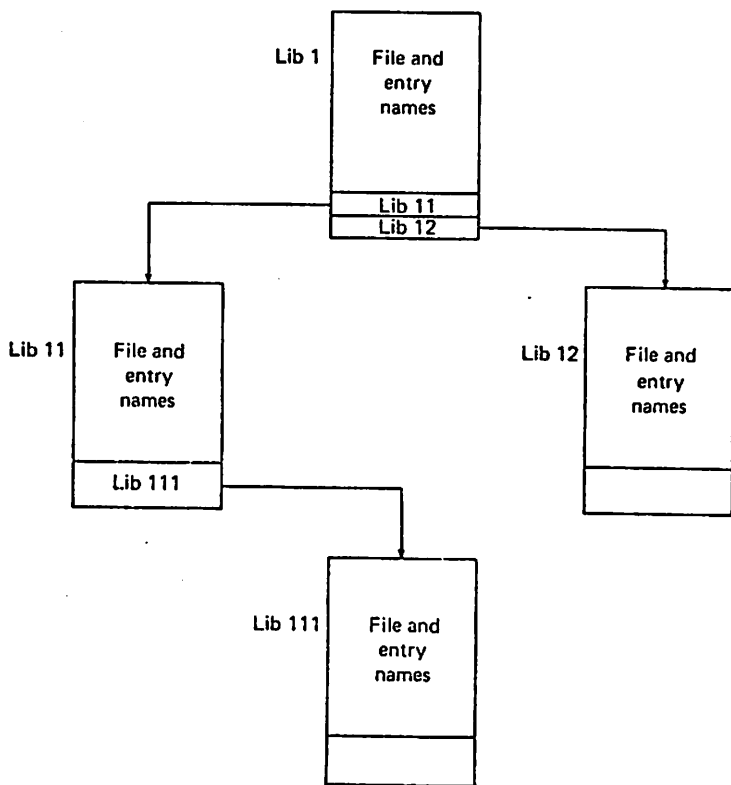 Lib 1
File and
entry
names
Lib 11
Lib 12
Lib 11
File and
entry
names
Lib 111
Lib 12
File and
entry
names
Lib 111
File and
entry
names